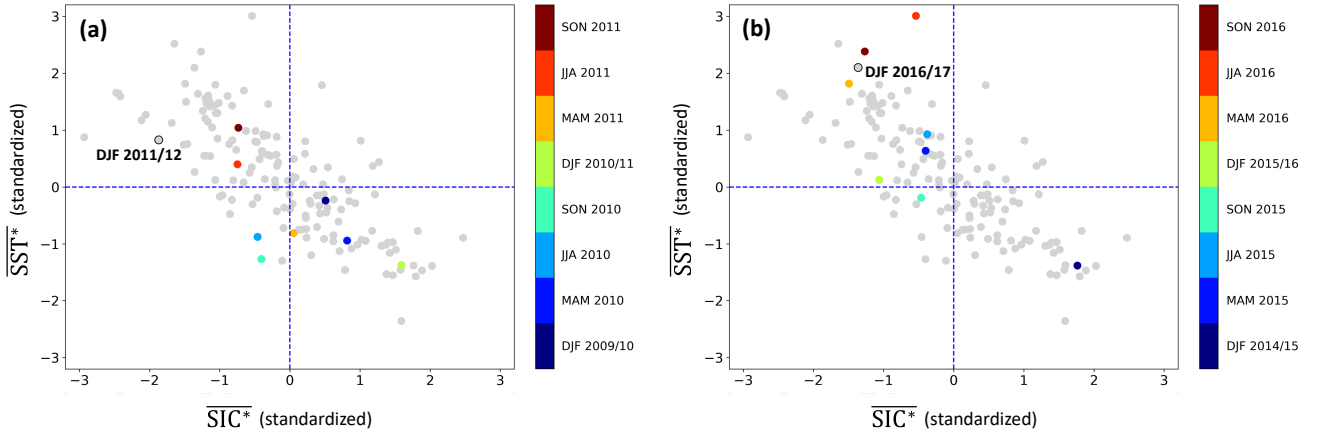 (a)
DJF 2011/12
3
2
1
0
−1
−2
−3
−3 −2 −1 0 1 2 3
SST* (standardized)
SIC* (standardized)
SON 2011
JJA 2011
MAM 2011
DJF 2010/11
SON 2010
JJA 2010
MAM 2010
DJF 2009/10
(b)
DJF 2016/17
3
2
1
0
−1
−2
−3
−3 −2 −1 0 1 2 3
SST* (standardized)
SIC* (standardized)
SON 2016
JJA 2016
MAM 2016
DJF 2015/16
SON 2015
JJA 2015
MAM 2015
DJF 2014/15